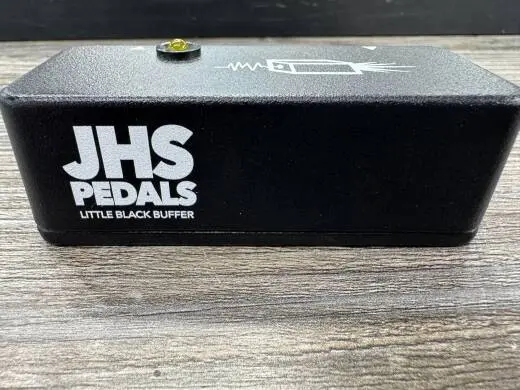 JHS
PEDALS
LITTLE BLACK BUFFER